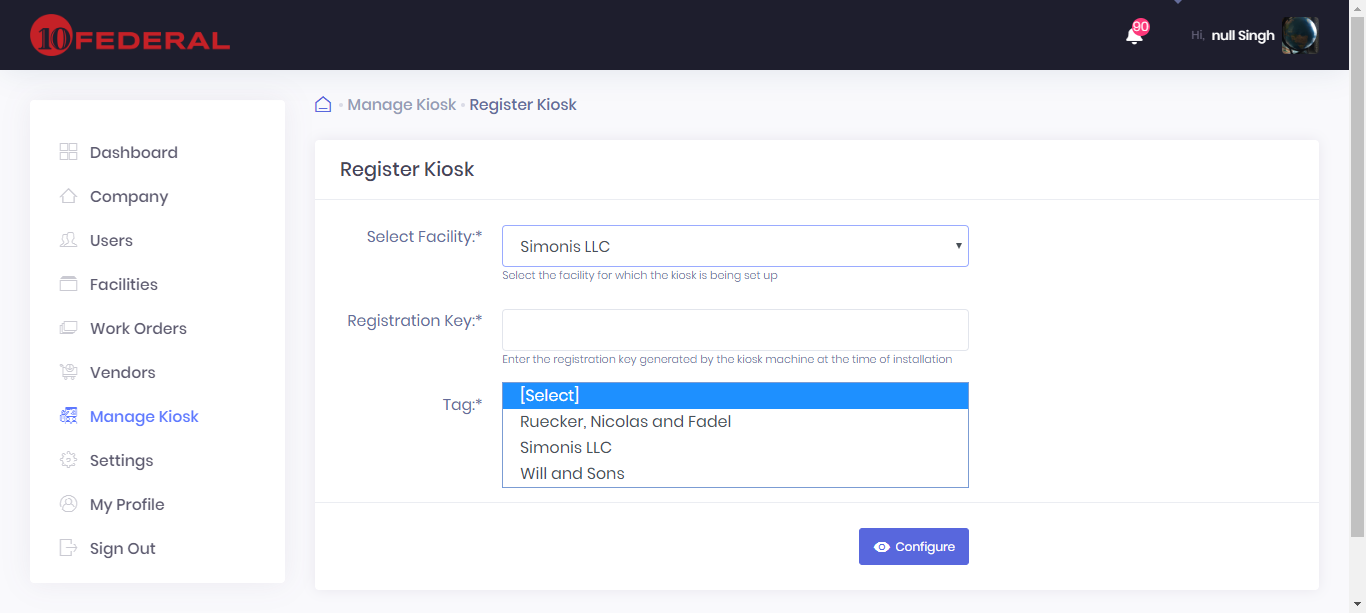 10 FEDERAL
90
Hi, null Singh
Dashboard
Company
Users
Facilities
Work Orders
Vendors
Manage Kiosk
Settings
My Profile
Sign Out
Manage Kiosk • Register Kiosk
Register Kiosk
Select Facility:*
Simonis LLC
Select the facility for which the kiosk is being set up
Registration Key:*
Enter the registration key generated by the kiosk machine at the time of installation
Tag:*
[Select]
Ruecker, Nicolas and Fadel
Simonis LLC
Will and Sons
Configure